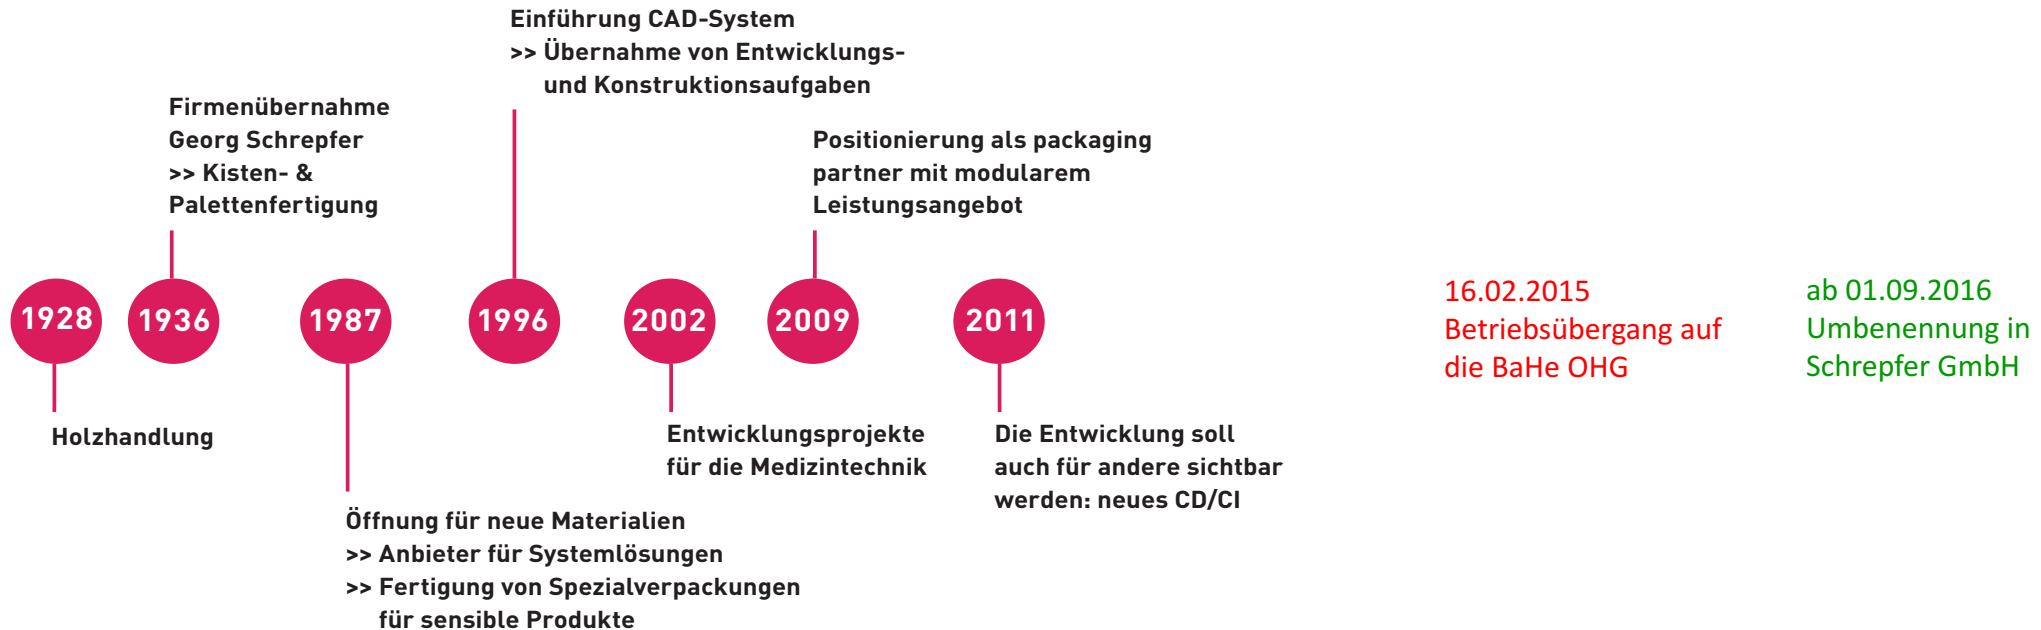 Einführung CAD-System
>> Übernahme von Entwicklungs-
und Konstruktionsaufgaben
Firmenübernahme
Georg Schrepfer
>> Kisten- &
Palettenfertigung
Positionierung als packaging
partner mit modularem
Leistungsangebot
1928
1936
1987
1996
2002
2009
2011
16.02.2015
Betriebsübergang auf
die BaHe OHG
ab 01.09.2016
Umbenennung in
Schrepfer GmbH
Holzhandlung
Entwicklungsprojekte
für die Medizintechnik
Die Entwicklung soll
auch für andere sichtbar
werden: neues CD/CI
Öffnung für neue Materialien
>> Anbieter für Systemlösungen
>> Fertigung von Spezialverpackungen
für sensible Produkte